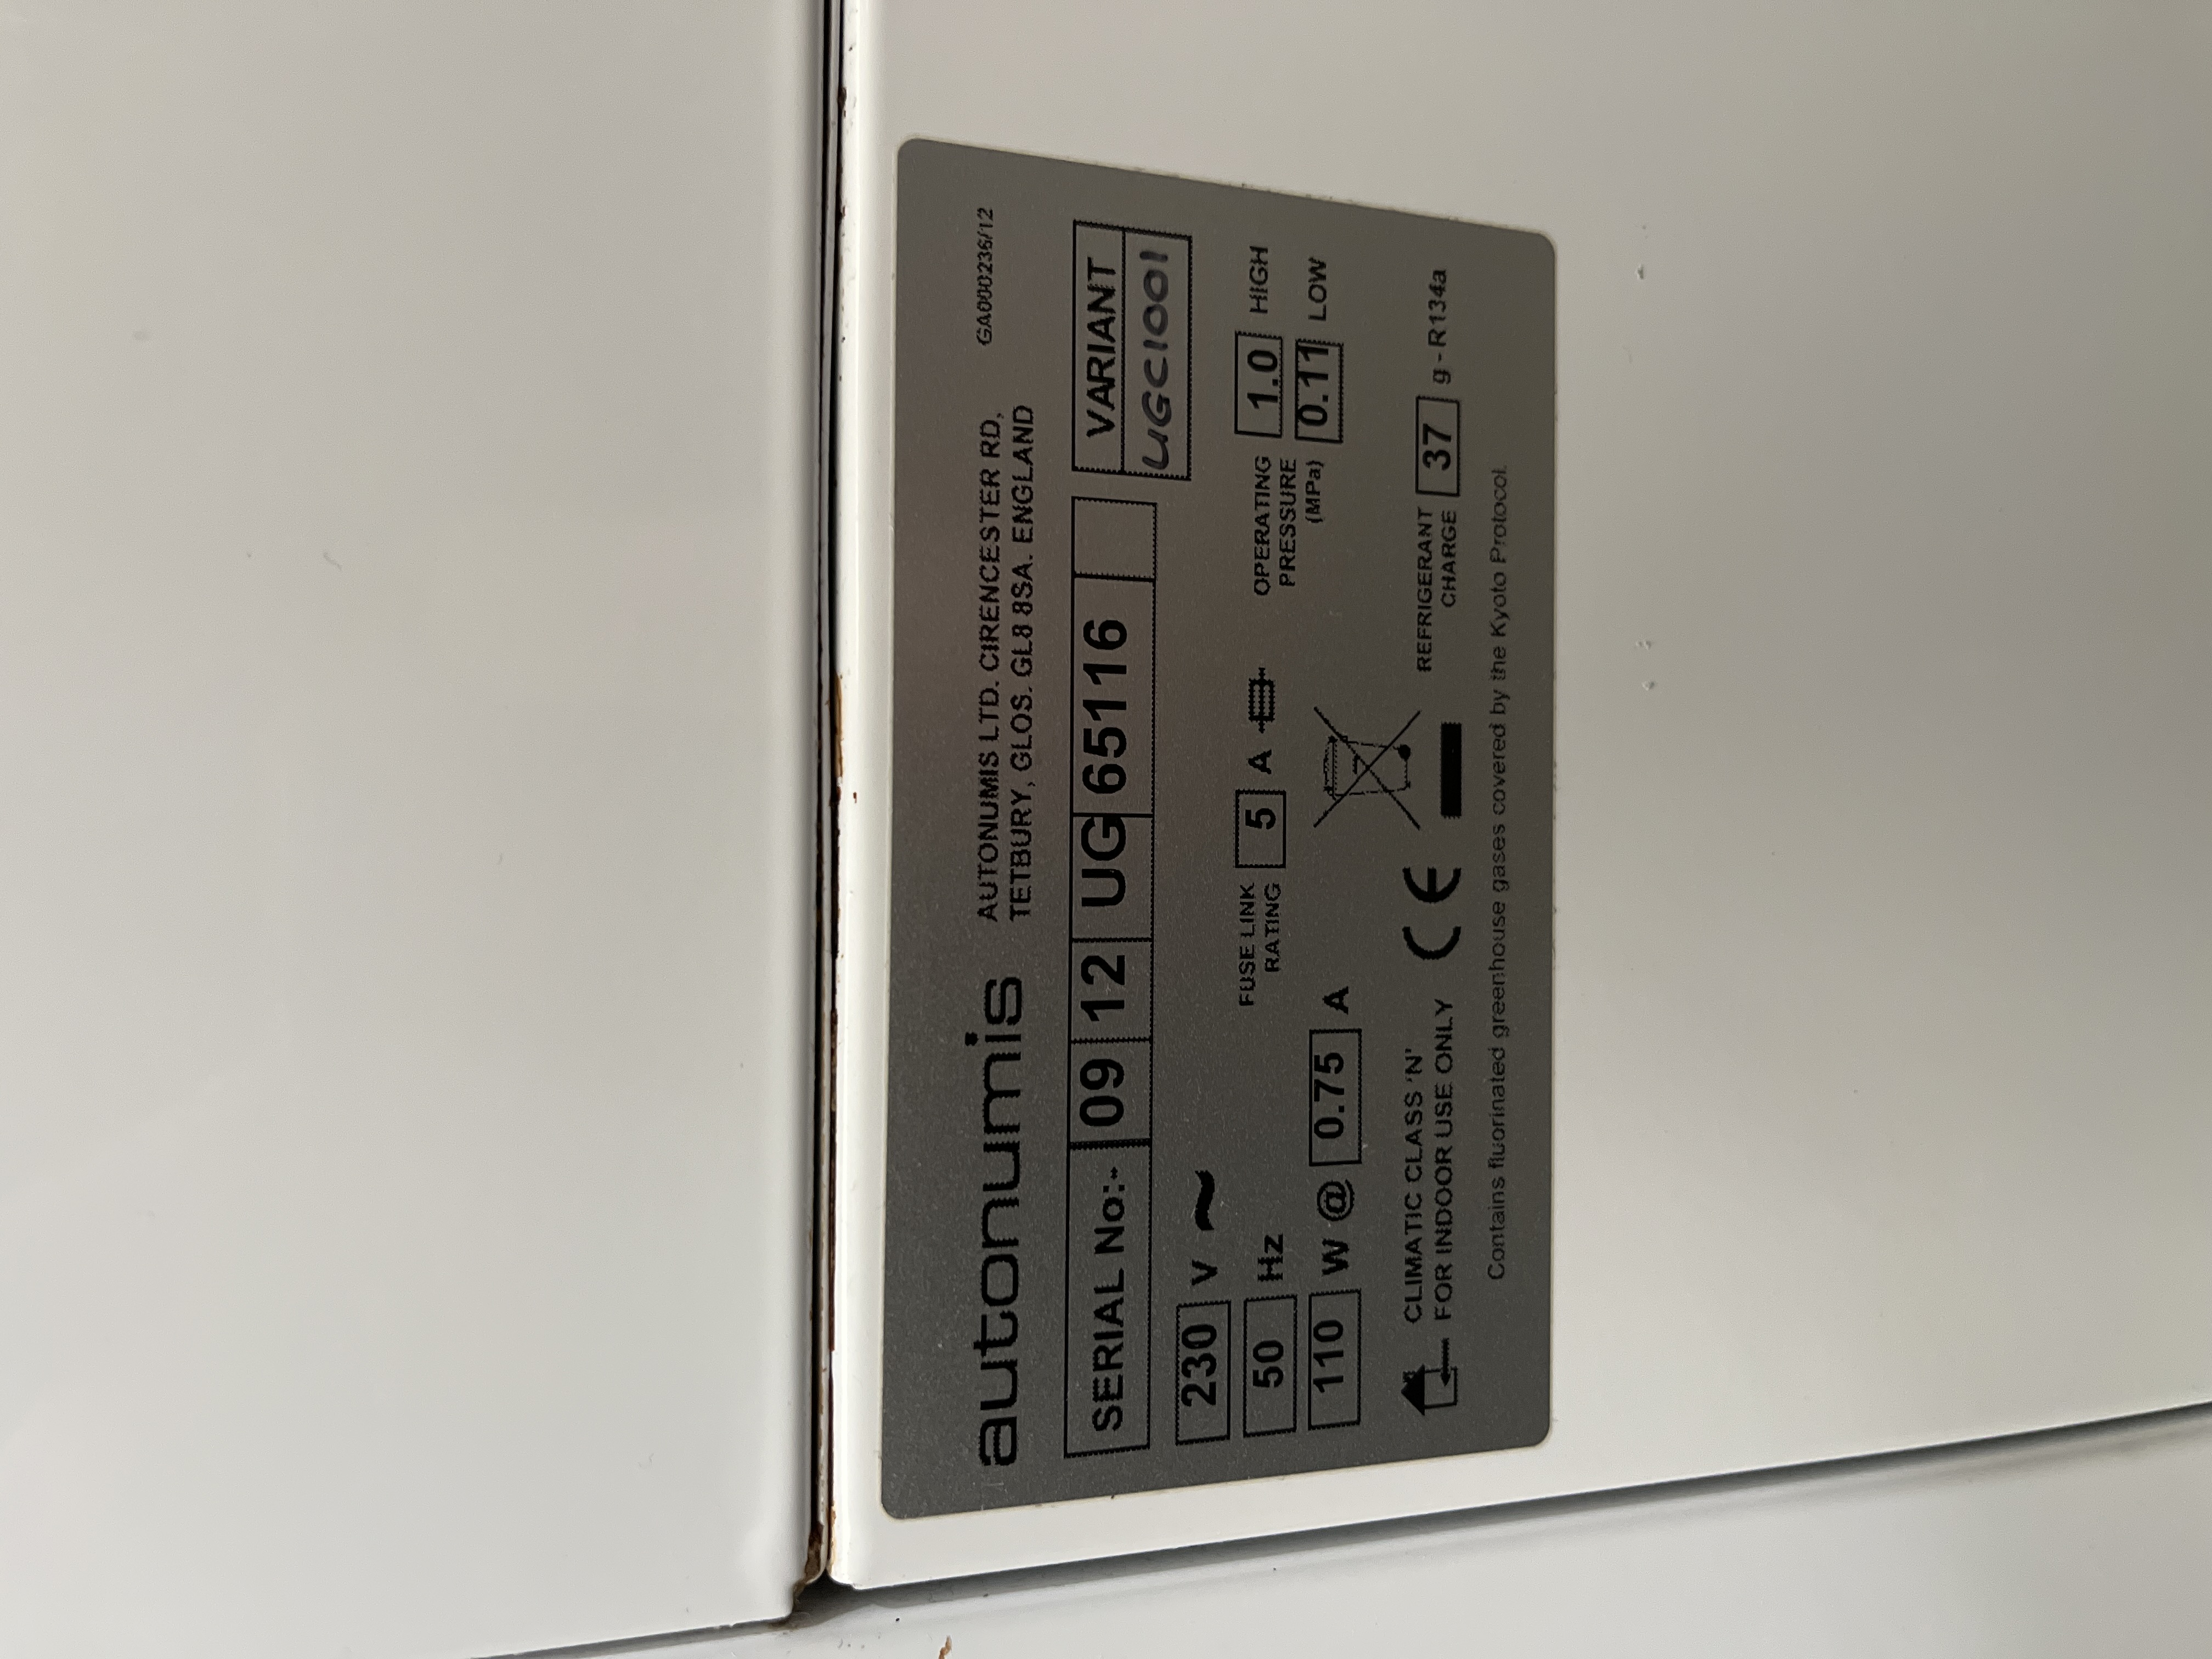 autonumis
AUTONUMIS LTD. CIRENCESTER RD,
TETBURY, GLOS. GL8 8SA. ENGLAND
GA000236/12
SERIAL No:- 09 12 UG 65116
VARIANT
UGC1001
230 V ~
50 Hz
110 W @ 0.75 A
FUSE LINK
RATING
5 A
OPERATING
PRESSURE
(MPa)
1.0 HIGH
0.11 LOW
CLIMATIC CLASS 'N'
FOR INDOOR USE ONLY
CE
REFRIGERANT
CHARGE
37 g - R134a
Contains fluorinated greenhouse gases covered by the Kyoto Protocol.